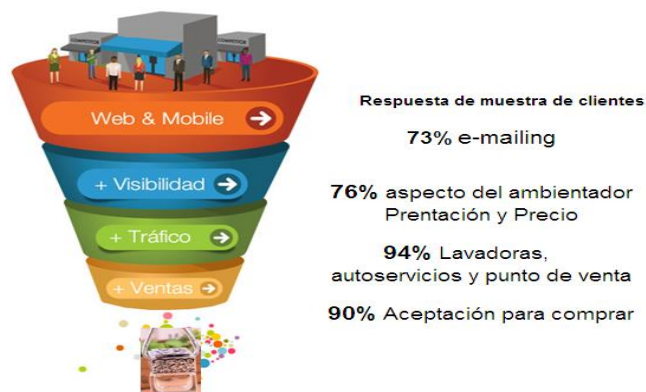 Respuesta de muestra de clientes
Web & Mobile
73% e-mailing
+ Visibilidad
76% aspecto del ambientador
Prentación y Precio
+ Tráfico
94% Lavadoras,
autoservicios y punto de venta
+ Ventas
90% Aceptación para comprar